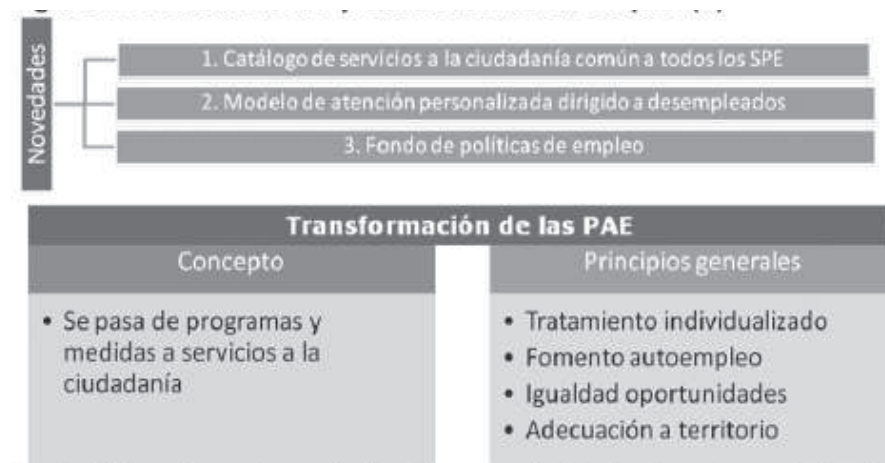 Novedades
1. Catálogo de servicios a la ciudadanía común a todos los SPE
2. Modelo de atención personalizada dirigido a desempleados
3. Fondo de políticas de empleo
Transformación de las PAE
Concepto
• Se pasa de programas y
medidas a servicios a la
ciudadanía
Principios generales
• Tratamiento individualizado
• Fomento autoempleo
• Igualdad oportunidades
• Adecuación a territorio